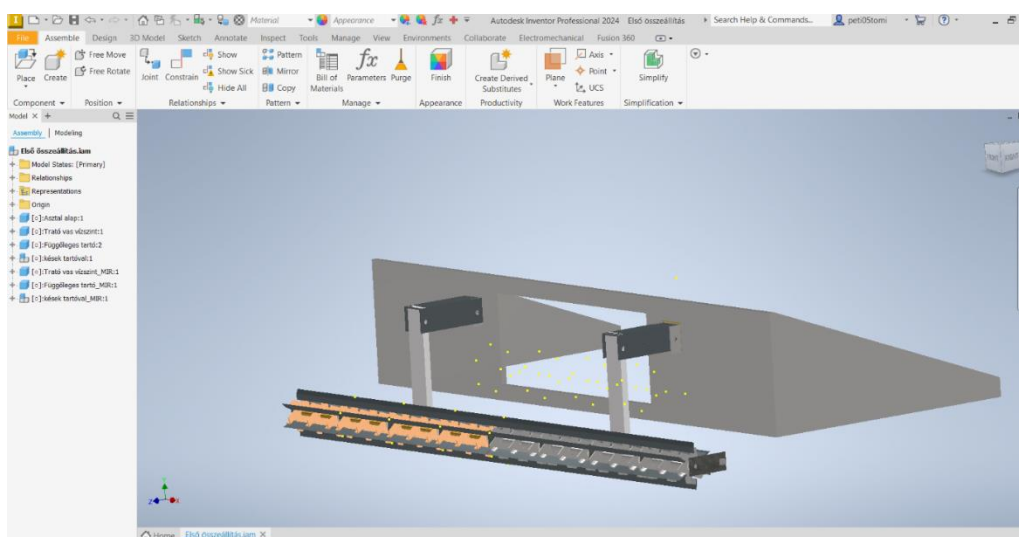 Material
Appearance
Autodesk Inventor Professional 2024 Első összeállítás
Search Help & Commands...
peti05tomi
File Assemble Design 3D Model Sketch Annotate Inspect Tools Manage View Environments Collaborate Electromechanical Fusion 360
Place Create
Free Move
Free Rotate
Joint Constrain
Show
Show Sick
Hide All
Pattern
Mirror
Copy
Bill of Materials
fx
Parameters
Purge
Finish
Create Derived Substitutes
Plane
Axis
Point
UCS
Simplify
Component Position Relationships Pattern Manage Appearance Productivity Work Features Simplification
Model
Assembly Modeling
Első összeállítás.iam
Model States: [Primary]
Relationships
Representations
Origin
[○]:Asztal alap:1
[○]:Trató vas vízszint:1
[○]:Függőleges tartó:2
[○]:kések tartóval:1
[○]:Trató vas vízszint_MIR:1
[○]:Függőleges tartó_MIR:1
[○]:kések tartóval_MIR:1
Y
Z
X
Home Első összeállítás.iam